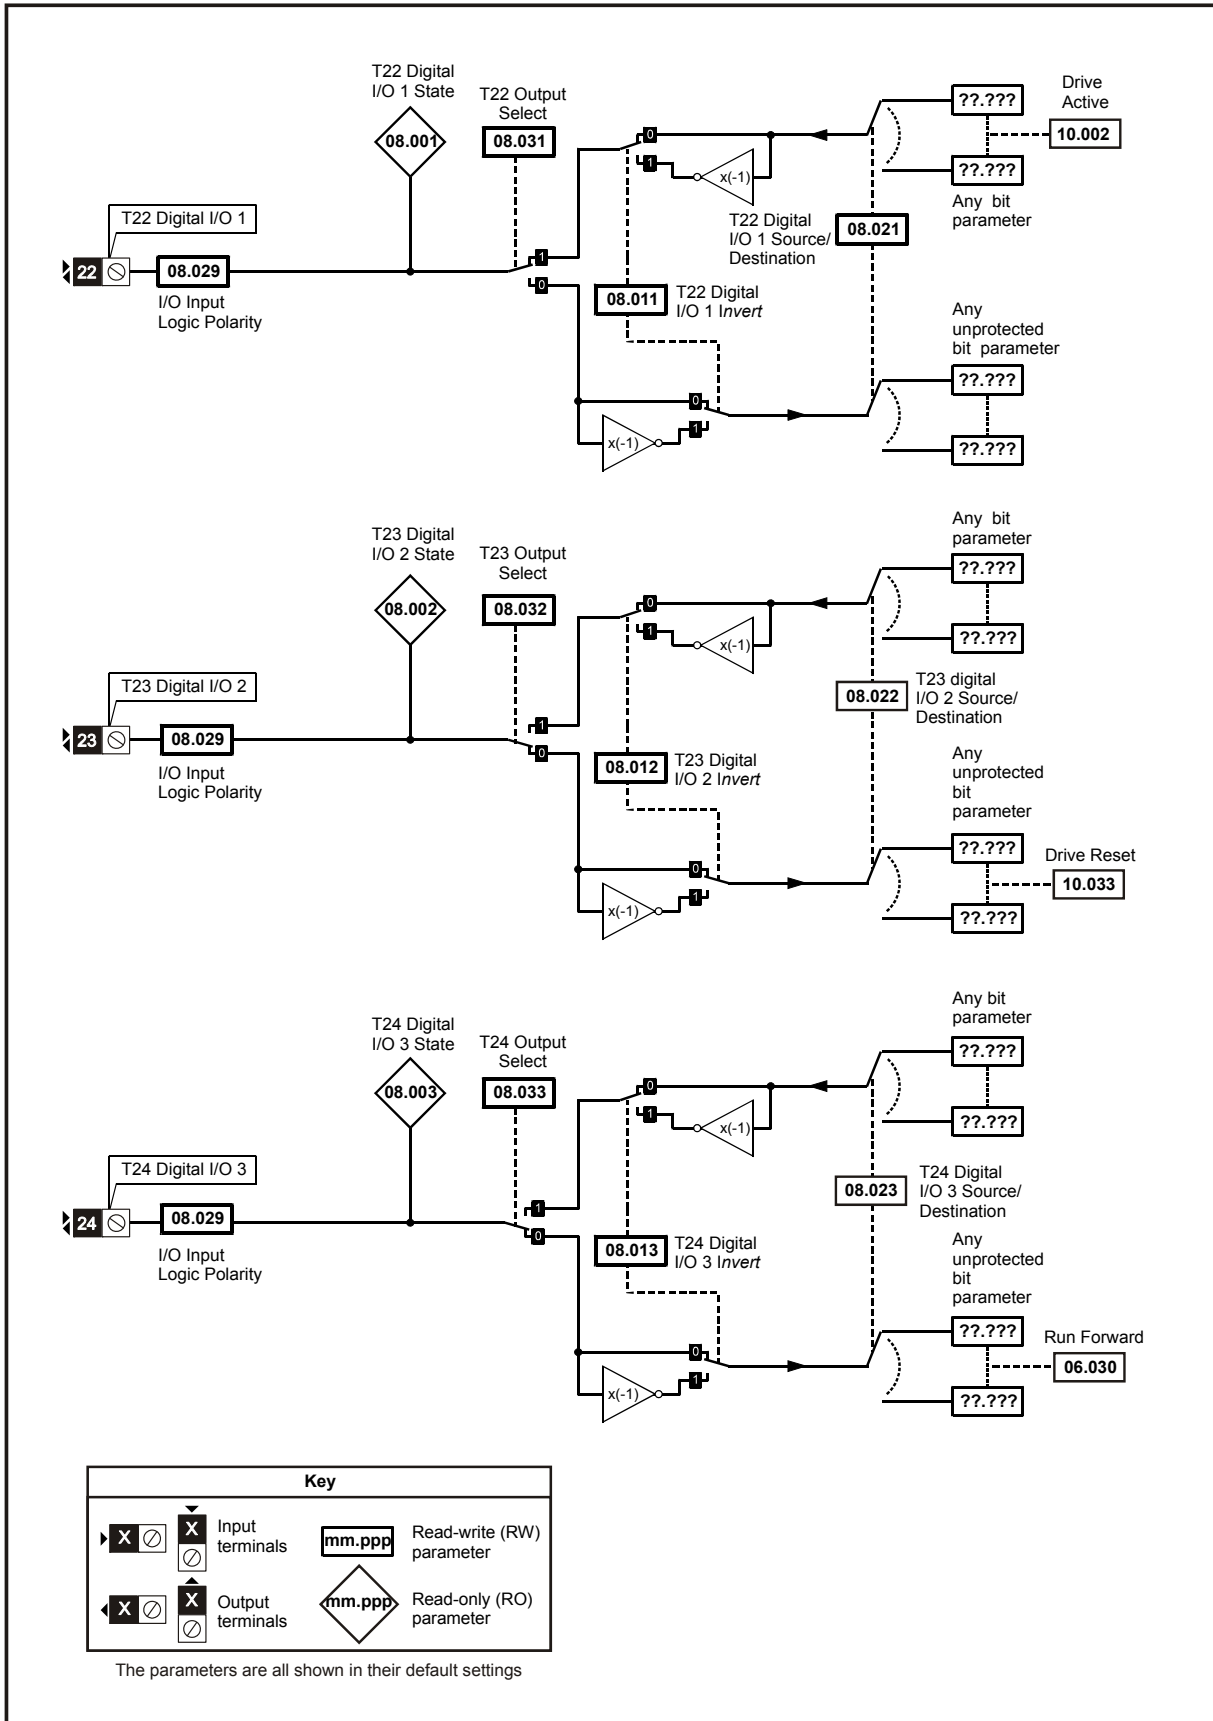 T22 Digital
I/O 1 State
08.001
T22 Output
Select
08.031
0
1
x(-1)
??.???
??.???
Drive
Active
10.002
Any bit
parameter
T22 Digital I/O 1
22
08.029
I/O Input
Logic Polarity
1
0
T22 Digital
I/O 1 Source/
Destination
08.021
08.011
T22 Digital
I/O 1 Invert
Any
unprotected
bit parameter
??.???
??.???
0
1
x(-1)
T23 Digital
I/O 2 State
08.002
T23 Output
Select
08.032
0
1
x(-1)
Any bit
parameter
??.???
??.???
T23 Digital I/O 2
23
08.029
I/O Input
Logic Polarity
1
0
08.022
T23 digital
I/O 2 Source/
Destination
08.012
T23 Digital
I/O 2 Invert
Any
unprotected
bit
parameter
??.???
??.???
Drive Reset
10.033
0
1
x(-1)
T24 Digital
I/O 3 State
08.003
T24 Output
Select
08.033
0
1
x(-1)
Any bit
parameter
??.???
??.???
T24 Digital I/O 3
24
08.029
I/O Input
Logic Polarity
1
0
08.023
T24 Digital
I/O 3 Source/
Destination
08.013
T24 Digital
I/O 3 Invert
Any
unprotected
bit
parameter
??.???
??.???
Run Forward
06.030
0
1
x(-1)
Key
X
X
Input
terminals
mm.ppp
Read-write (RW)
parameter
X
X
Output
terminals
mm.ppp
Read-only (RO)
parameter
The parameters are all shown in their default settings